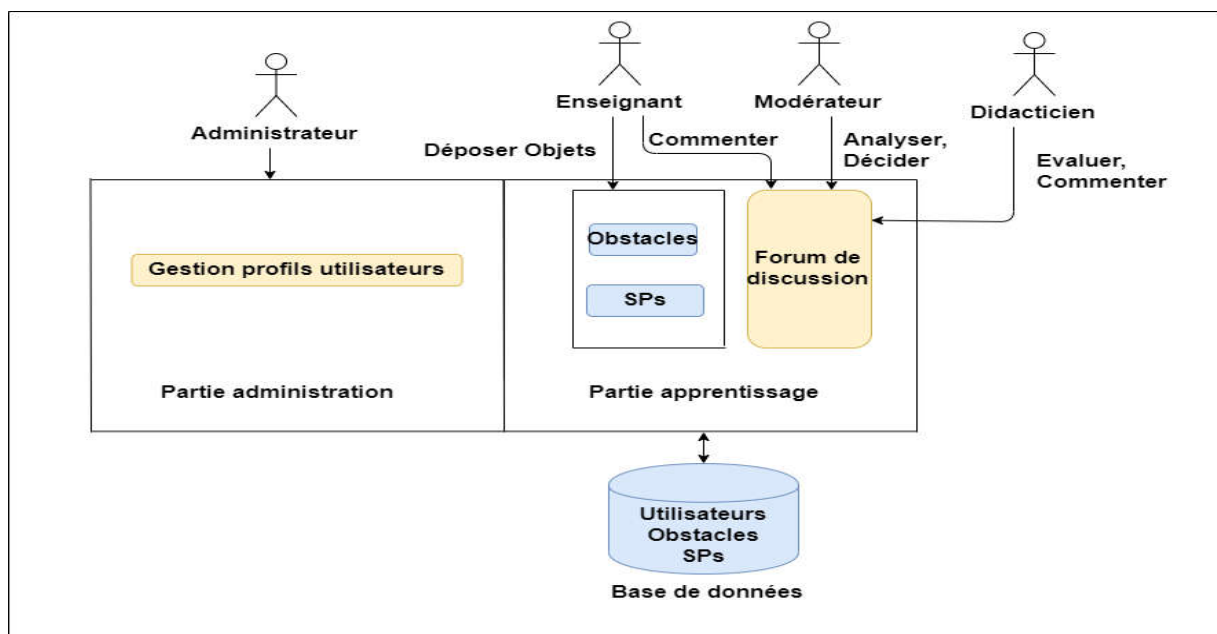 Administrateur
Enseignant
Modérateur
Didacticien
Déposer Objets
Commenter
Analyser,
Décider
Evaluer,
Commenter
Gestion profils utilisateurs
Obstacles
SPs
Forum de
discussion
Partie administration
Partie apprentissage
Utilisateurs
Obstacles
SPs
Base de données